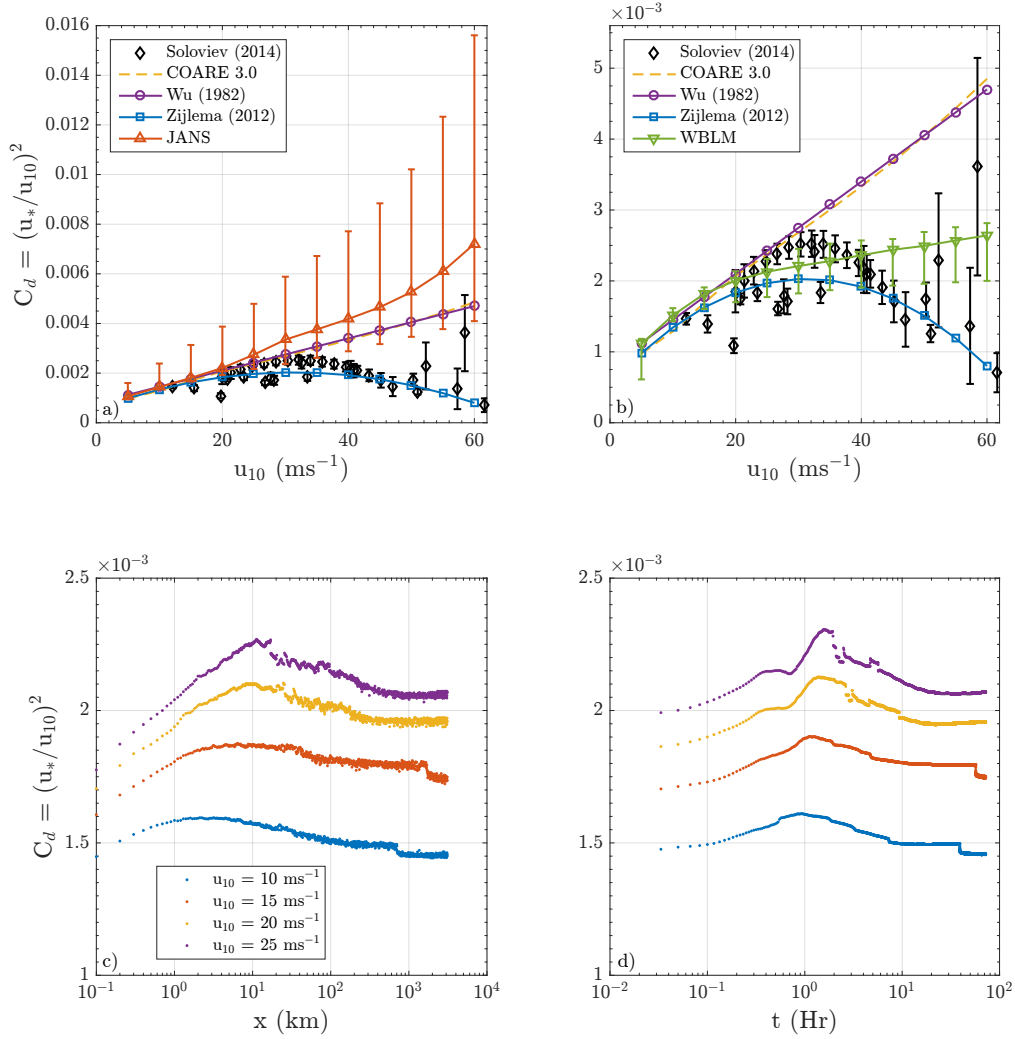 0.016
0.014
0.012
0.01
0.008
0.006
0.004
0.002
0
C_d = (u_*/u_10)^2
Soloviev (2014)
COARE 3.0
Wu (1982)
Zijlema (2012)
JANS
a)
0 20 40 60
u_10 (ms^−1)
×10^−3
5
4
3
2
1
0
Soloviev (2014)
COARE 3.0
Wu (1982)
Zijlema (2012)
WBLM
b)
0 20 40 60
u_10 (ms^−1)
×10^−3
2.5
2
1.5
1
C_d = (u_*/u_10)^2
u_10 = 10 ms^−1
u_10 = 15 ms^−1
u_10 = 20 ms^−1
u_10 = 25 ms^−1
c)
10^−1 10^0 10^1 10^2 10^3 10^4
x (km)
×10^−3
2.5
2
1.5
1
d)
10^−2 10^−1 10^0 10^1 10^2
t (Hr)